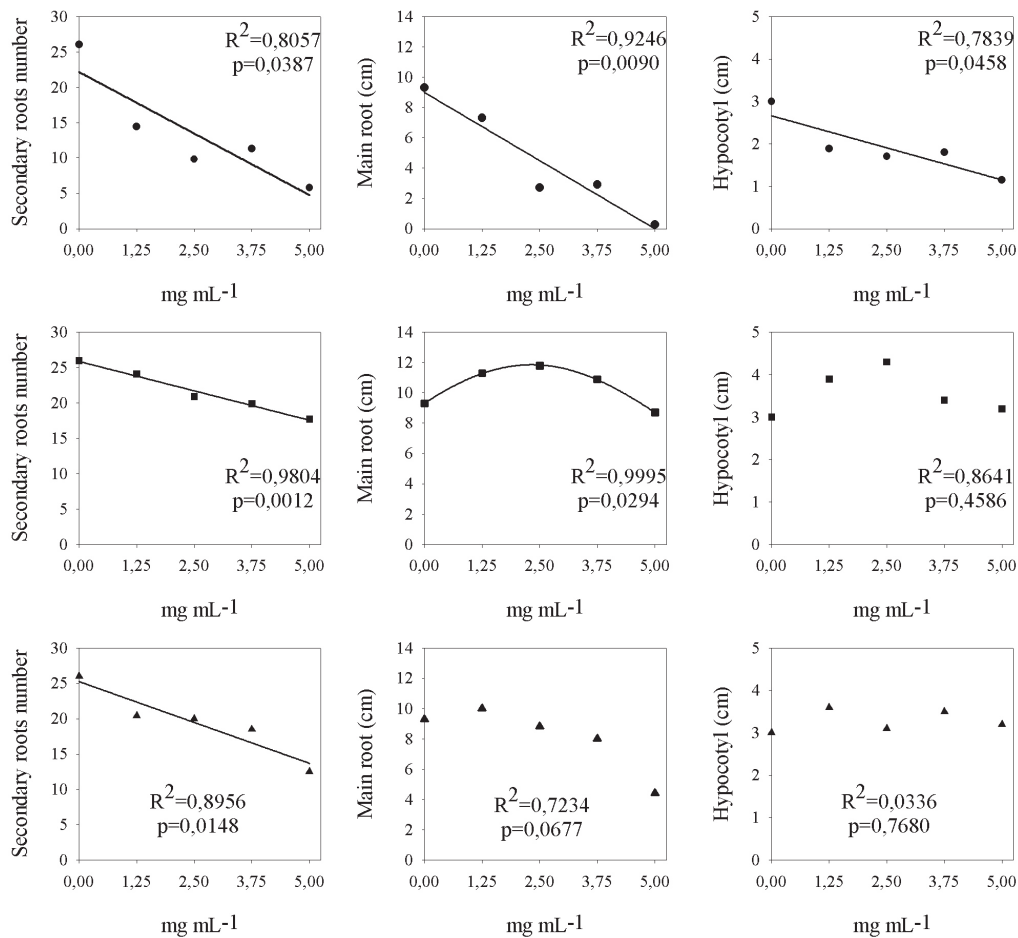 30
25
20
15
10
5
0
Secondary roots number
R2=0,8057
p=0,0387
0,00 1,25 2,50 3,75 5,00
mg mL-1
14
12
10
8
6
4
2
0
Main root (cm)
R2=0,9246
p=0,0090
0,00 1,25 2,50 3,75 5,00
mg mL-1
5
4
3
2
1
0
Hypocotyl (cm)
R2=0,7839
p=0,0458
0,00 1,25 2,50 3,75 5,00
mg mL-1
30
25
20
15
10
5
0
Secondary roots number
R2=0,9804
p=0,0012
0,00 1,25 2,50 3,75 5,00
mg mL-1
14
12
10
8
6
4
2
0
Main root (cm)
R2=0,9995
p=0,0294
0,00 1,25 2,50 3,75 5,00
mg mL-1
5
4
3
2
1
0
Hypocotyl (cm)
R2=0,8641
p=0,4586
0,00 1,25 2,50 3,75 5,00
mg mL-1
30
25
20
15
10
5
0
Secondary roots number
R2=0,8956
p=0,0148
0,00 1,25 2,50 3,75 5,00
mg mL-1
14
12
10
8
6
4
2
0
Main root (cm)
R2=0,7234
p=0,0677
0,00 1,25 2,50 3,75 5,00
mg mL-1
5
4
3
2
1
0
Hypocotyl (cm)
R2=0,0336
p=0,7680
0,00 1,25 2,50 3,75 5,00
mg mL-1